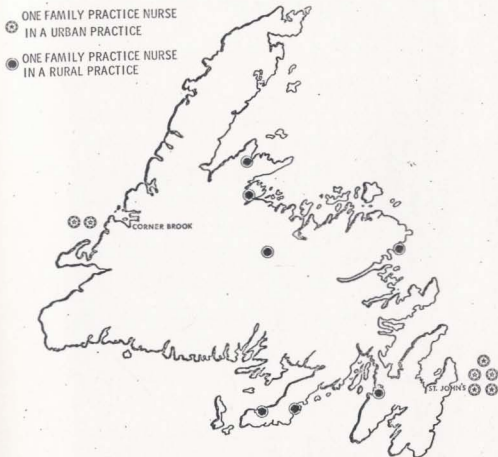 ONE FAMILY PRACTICE NURSE
IN A URBAN PRACTICE
ONE FAMILY PRACTICE NURSE
IN A RURAL PRACTICE
CORNER BROOK
ST. JOHN'S